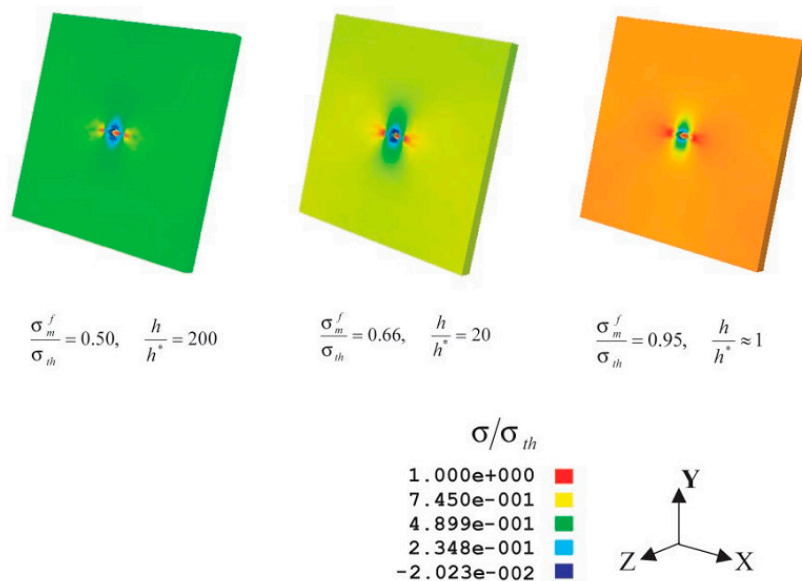 σ_m^f/σ_th = 0.50, h/h* = 200
σ_m^f/σ_th = 0.66, h/h* = 20
σ_m^f/σ_th = 0.95, h/h* ≈ 1
σ/σ_th
1.000e+000
7.450e-001
4.899e-001
2.348e-001
-2.023e-002
Y
Z X